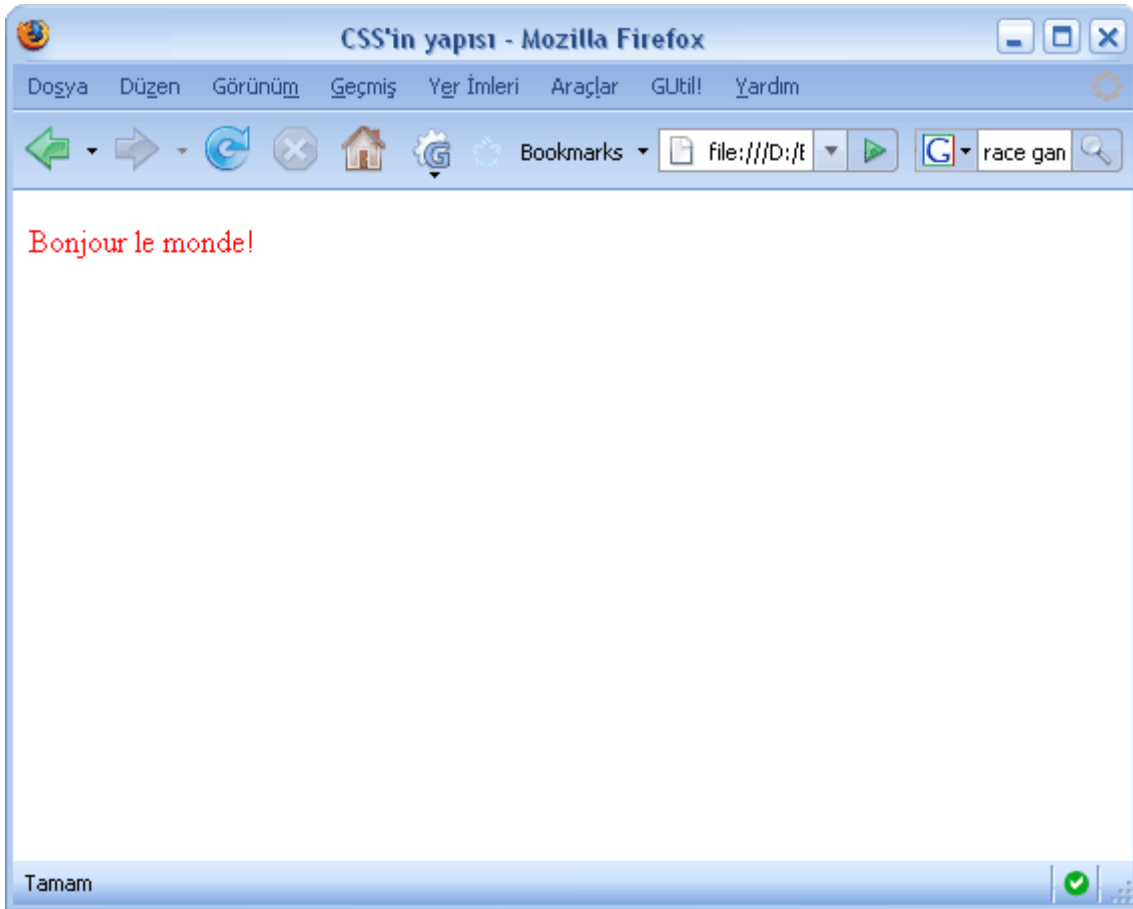 CSS'in yapısı - Mozilla Firefox
Dosya Düzen Görünüm Geçmiş Yer İmleri Araçlar GUtil! Yardım
Bookmarks file:///D:/E G race gan
Bonjour le monde!
Tamam